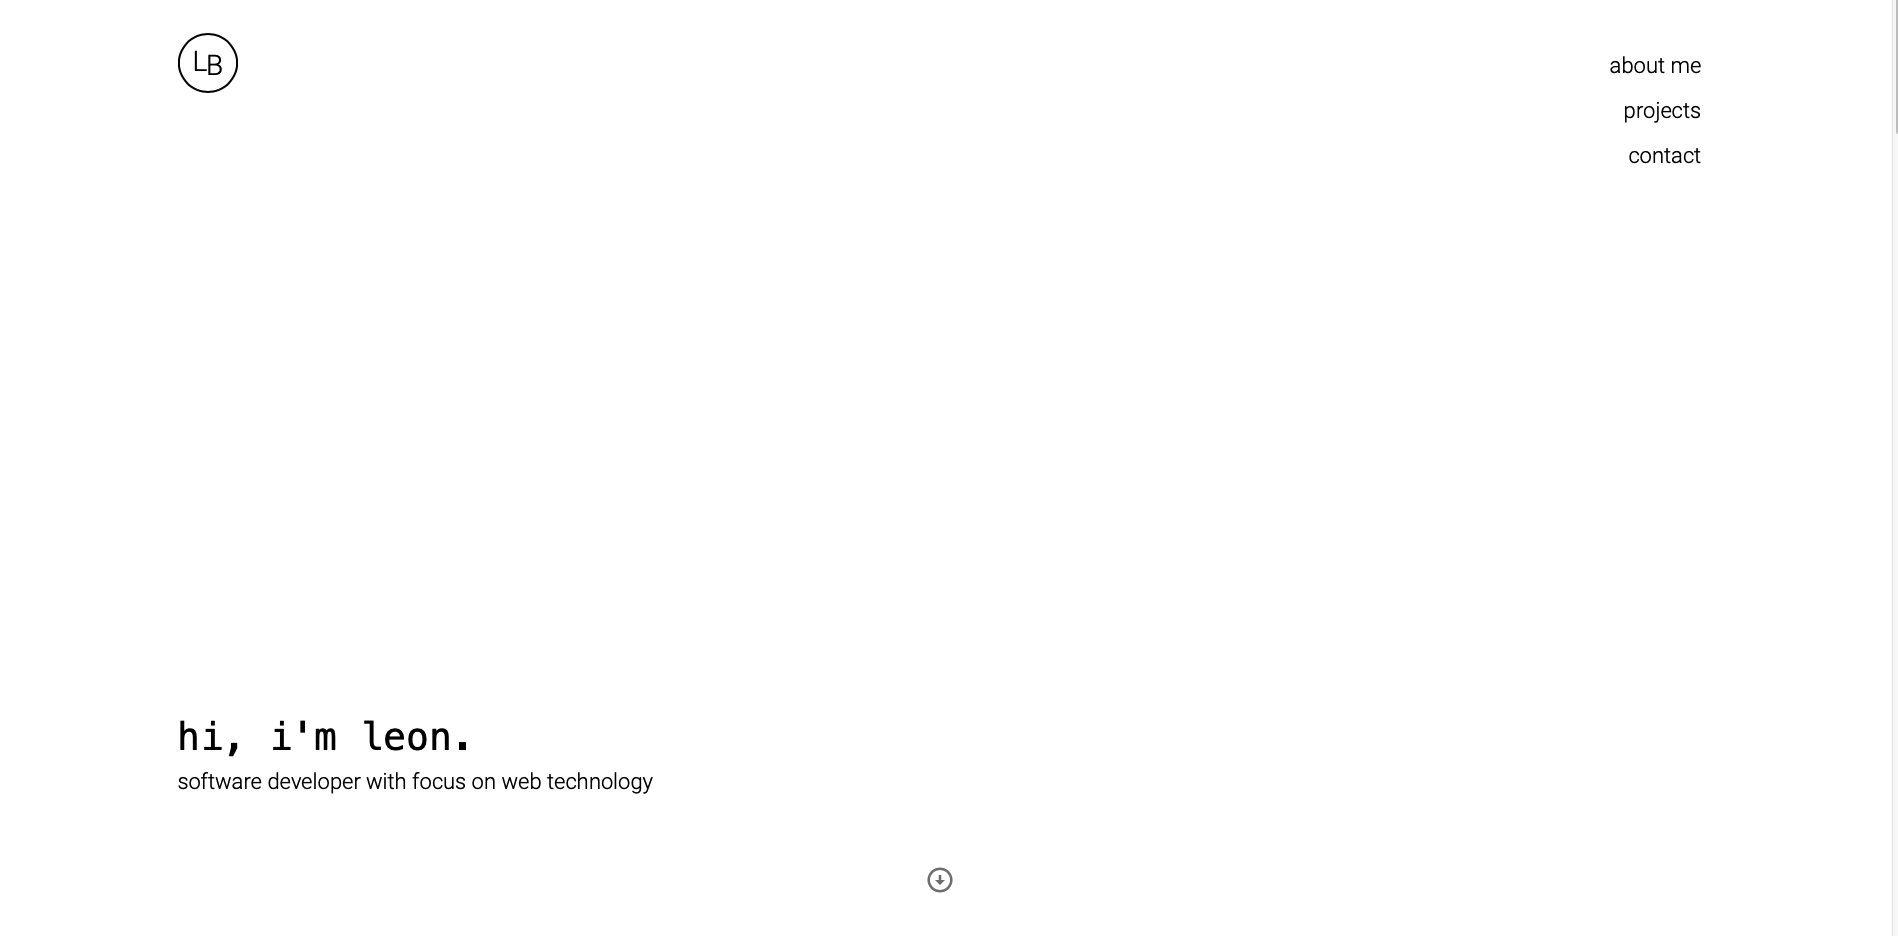 LB
about me
projects
contact
hi, i'm leon.
software developer with focus on web technology